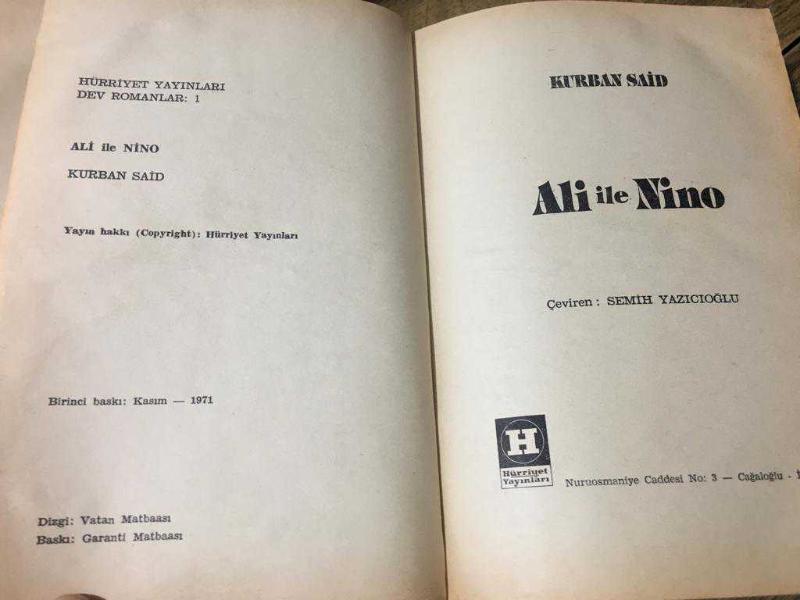 HÜRRİYET YAYINLARI
DEV ROMANLAR: 1
ALİ ile NİNO
KURBAN SAİD
Yayın hakkı (Copyright): Hürriyet Yayınları
Birinci baskı: Kasım — 1971
Dizgi: Vatan Matbaası
Baskı: Garanti Matbaası
KURBAN SAİD
Ali ile Nino
Çeviren : SEMİH YAZICIOĞLU
H
Hürriyet
Yayınları
Nuruosmaniye Caddesi No: 3 — Cağaloğlu -